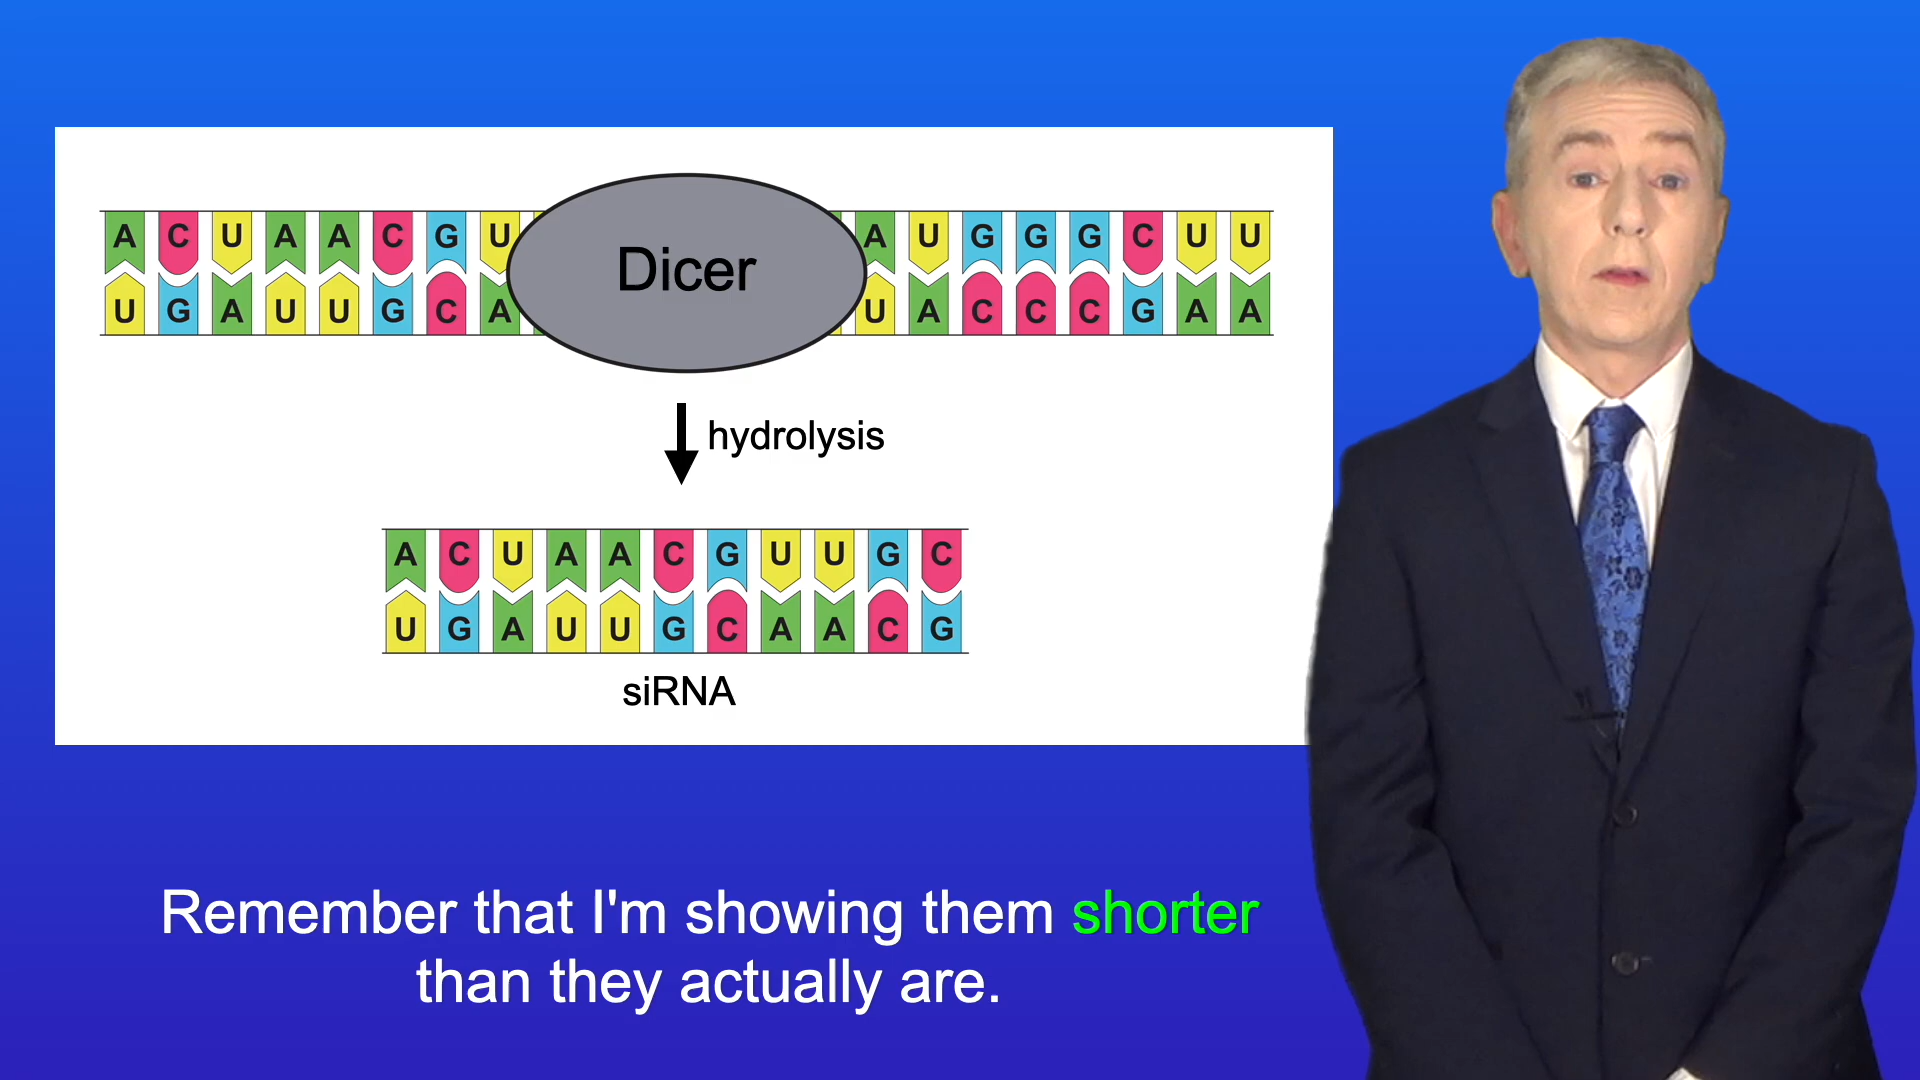 A C U A A C G U A U G G G C U U
Dicer
U G A U U G C A U A C C C G A A
hydrolysis
A C U A A C G U U G C
U G A U U G C A A C G
siRNA
Remember that I'm showing them shorter
than they actually are.